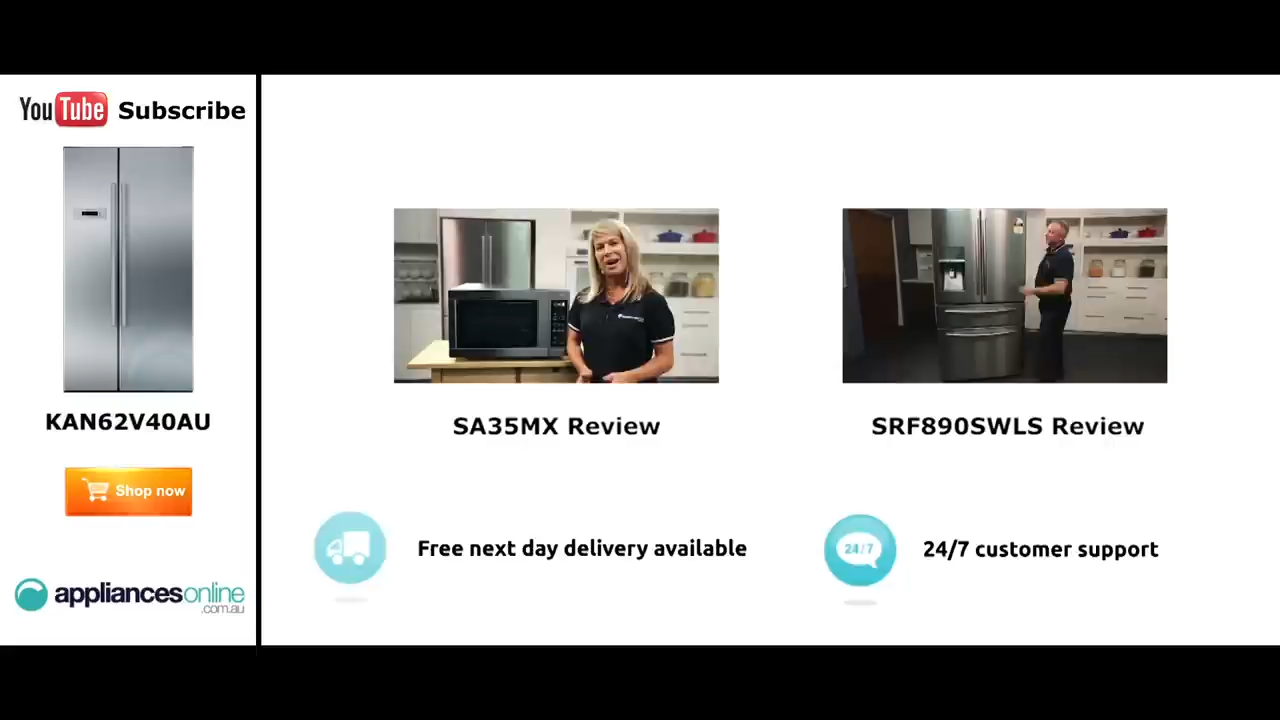 YouTube Subscribe
KAN62V40AU
Shop now
appliancesonline
.com.au
SA35MX Review
SRF890SWLS Review
Free next day delivery available
24/7
24/7 customer support